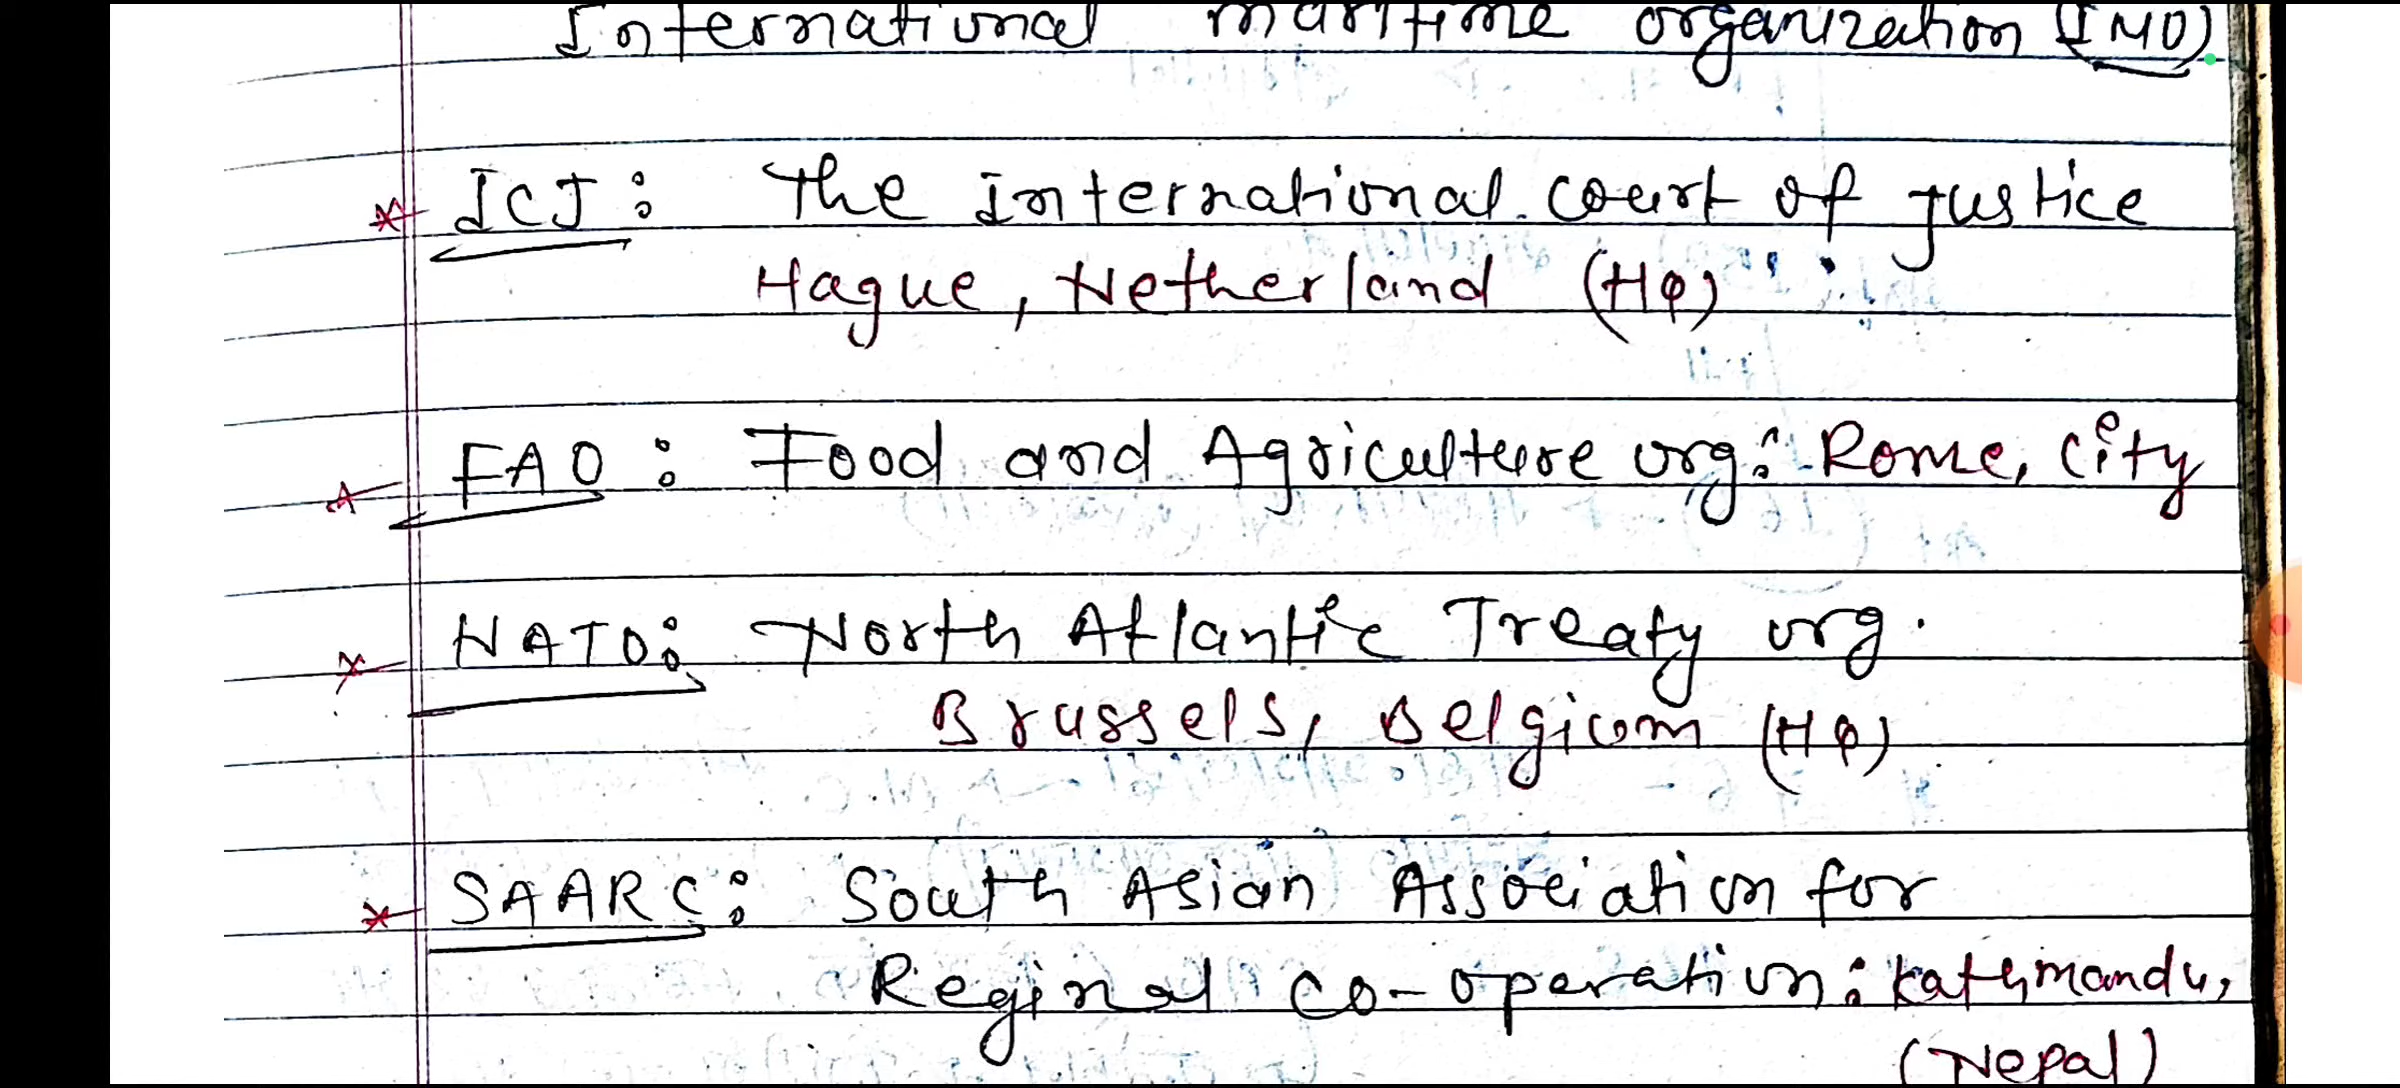 International maritime organization (IMO)
* ICJ: The International court of justice
Hague, Netherland (HQ)
* FAO: Food and Agriculture org: Rome, City
* NATO: North Atlantic Treaty org.
Brussels, Belgium (HQ)
* SAARC: South Asian Association for
Reginal co-operation: Kathmandu,
(Nepal)